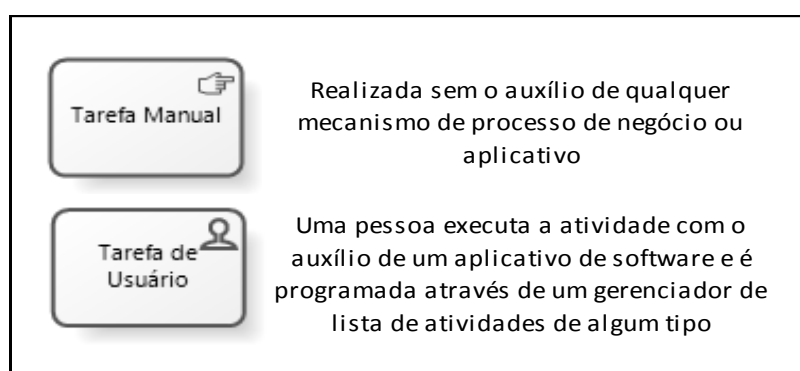 Tarefa Manual
Realizada sem o auxílio de qualquer
mecanismo de processo de negócio ou
aplicativo
Tarefa de
Usuário
Uma pessoa executa a atividade com o
auxílio de um aplicativo de software e é
programada através de um gerenciador de
lista de atividades de algum tipo